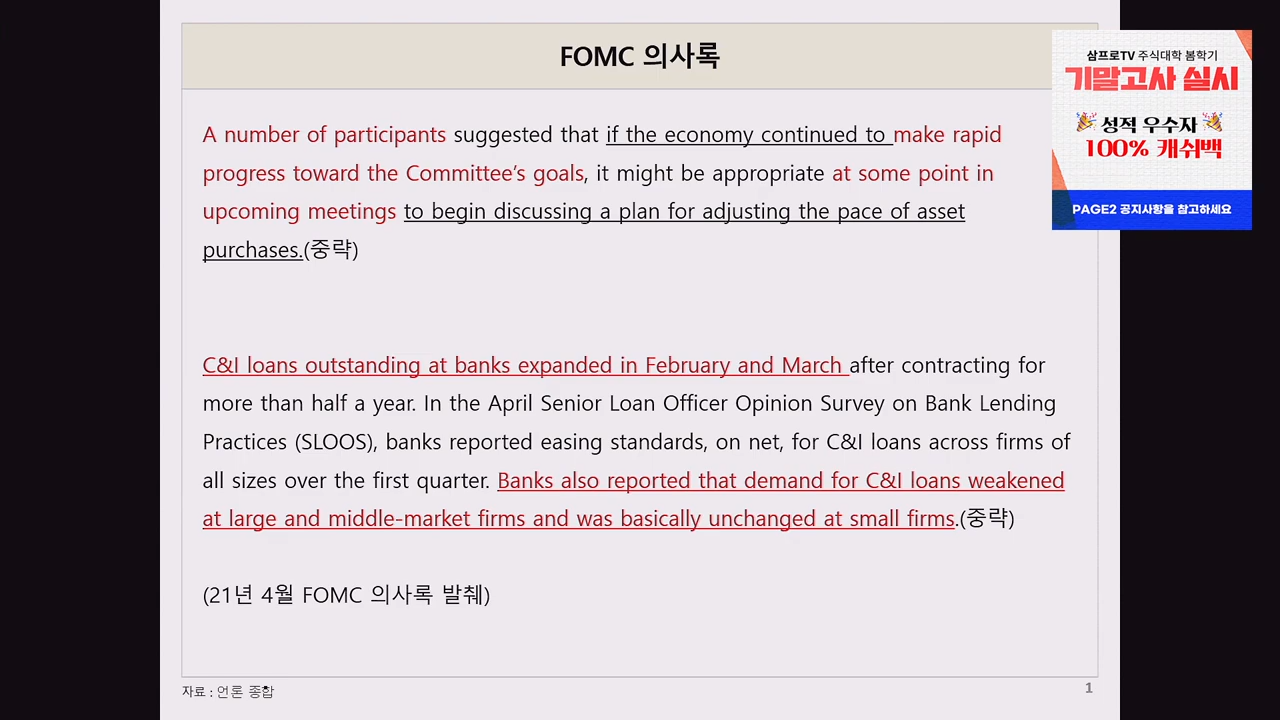 FOMC 의사록
A number of participants suggested that if the economy continued to make rapid
progress toward the Committee's goals, it might be appropriate at some point in
upcoming meetings to begin discussing a plan for adjusting the pace of asset
purchases.(중략)
C&I loans outstanding at banks expanded in February and March after contracting for
more than half a year. In the April Senior Loan Officer Opinion Survey on Bank Lending
Practices (SLOOS), banks reported easing standards, on net, for C&I loans across firms of
all sizes over the first quarter. Banks also reported that demand for C&I loans weakened
at large and middle-market firms and was basically unchanged at small firms.(중략)
(21년 4월 FOMC 의사록 발췌)
자료 : 언론 종합
1
삼프로TV 주식대학 봄학기
기말고사 실시
성적 우수자
100% 캐쉬백
PAGE2 공지사항을 참고하세요